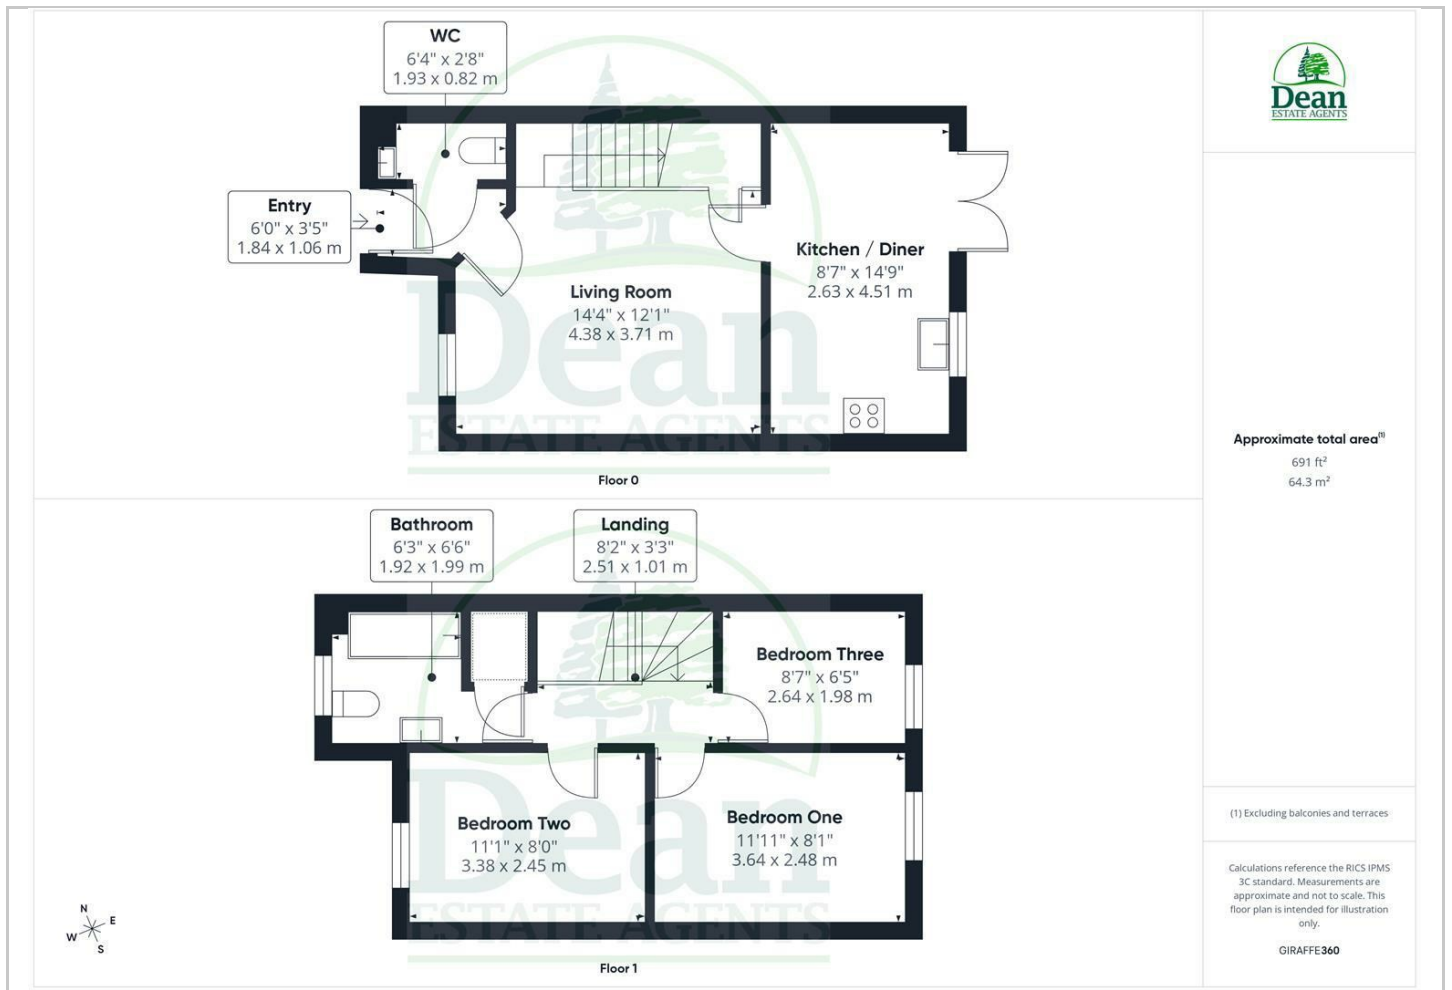 WC
6'4" x 2'8"
1.93 x 0.82 m
Entry
6'0" x 3'5"
1.84 x 1.06 m
Living Room
14'4" x 12'1"
4.38 x 3.71 m
Kitchen / Diner
8'7" x 14'9"
2.63 x 4.51 m
Dean
ESTATE AGENTS
Floor 0
Bathroom
6'3" x 6'6"
1.92 x 1.99 m
Landing
8'2" x 3'3"
2.51 x 1.01 m
Bedroom Three
8'7" x 6'5"
2.64 x 1.98 m
Bedroom Two
11'1" x 8'0"
3.38 x 2.45 m
Bedroom One
11'11" x 8'1"
3.64 x 2.48 m
Dean
ESTATE AGENTS
Floor 1
N
E
W
S
Dean
ESTATE AGENTS
Approximate total area(1)
691 ft²
64.3 m²
(1) Excluding balconies and terraces
Calculations reference the RICS IPMS
3C standard. Measurements are
approximate and not to scale. This
floor plan is intended for illustration
only.
GIRAFFE360